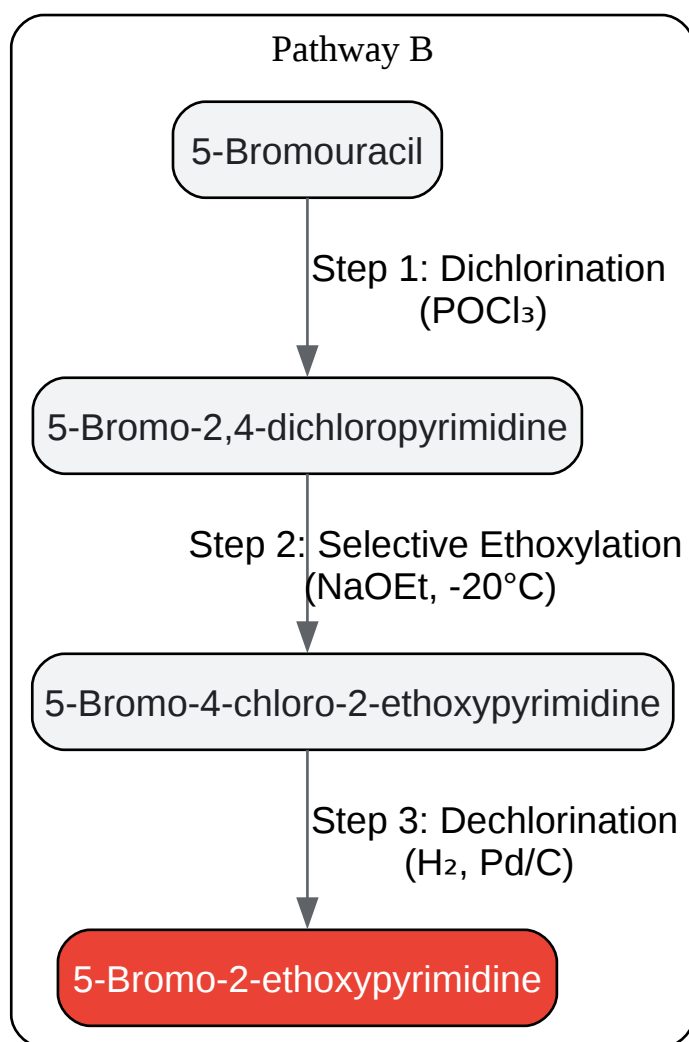 Pathway B
5-Bromouracil
Step 1: Dichlorination
(POCl₃)
5-Bromo-2,4-dichloropyrimidine
Step 2: Selective Ethoxylation
(NaOEt, -20°C)
5-Bromo-4-chloro-2-ethoxypyrimidine
Step 3: Dechlorination
(H₂, Pd/C)
5-Bromo-2-ethoxypyrimidine